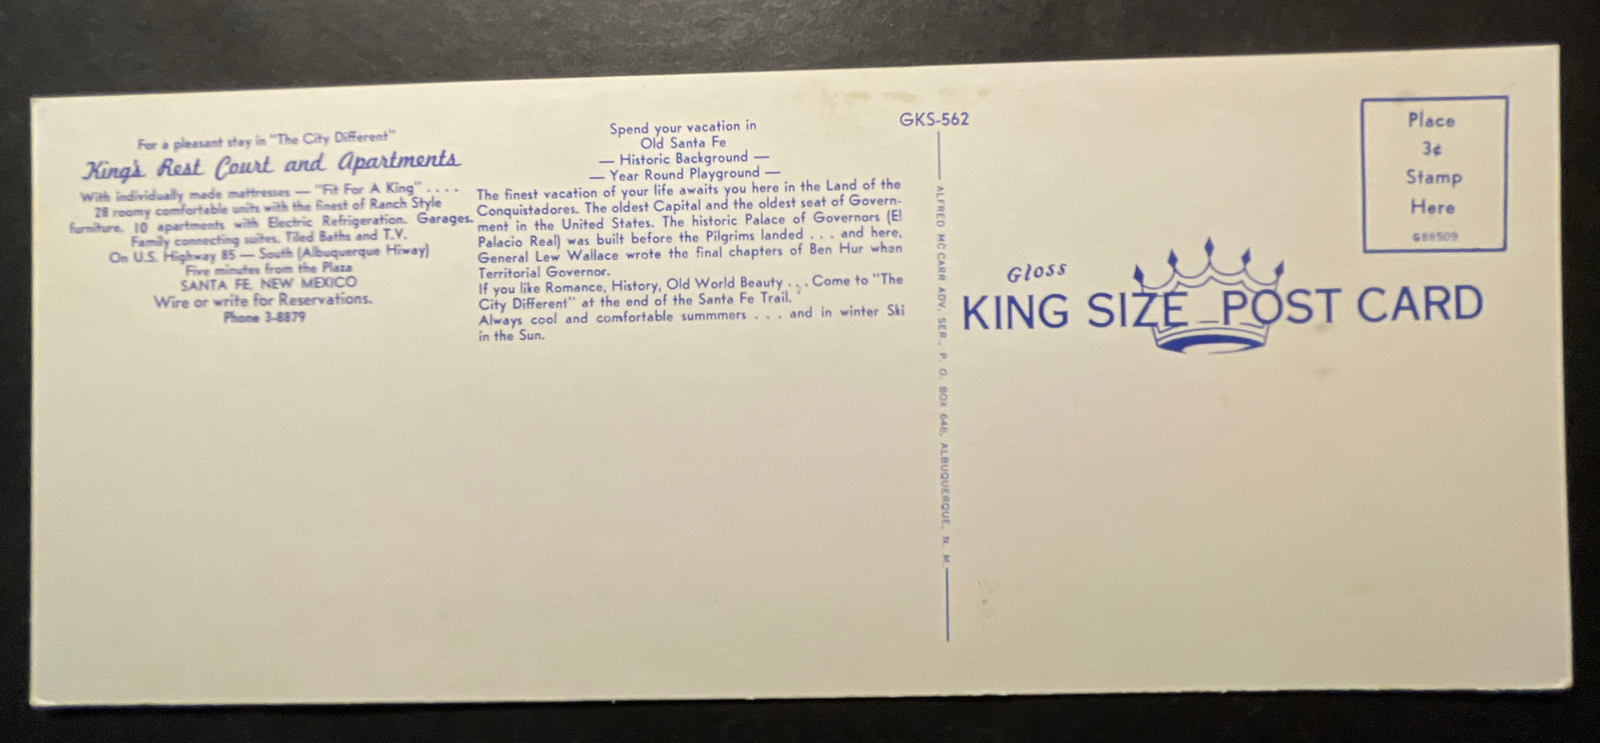 For a pleasant stay in "The City Different"
King's Rest Court and Apartments
With individually made mattresses — "Fit For A King" . . . .
28 roomy comfortable units with the finest of Ranch Style
furniture. 10 apartments with Electric Refrigeration. Garages.
Family connecting suites. Tiled Baths and T.V.
On U.S. Highway 85 — South (Albuquerque Hiway)
Five minutes from the Plaza
SANTA FE, NEW MEXICO
Wire or write for Reservations.
Phone 3-8879
Spend your vacation in
Old Santa Fe
— Historic Background —
— Year Round Playground —
The finest vacation of your life awaits you here in the Land of the
Conquistadores. The oldest Capital and the oldest seat of Govern-
ment in the United States. The historic Palace of Governors (El
Palacio Real) was built before the Pilgrims landed . . . and here,
General Lew Wallace wrote the final chapters of Ben Hur when
Territorial Governor.
If you like Romance, History, Old World Beauty . . . Come to "The
City Different" at the end of the Santa Fe Trail.
Always cool and comfortable summmers . . . and in winter Ski
in the Sun.
GKS-562
ALFRED MC CARR ADV. SER., P. O. BOX 646, ALBUQUERQUE, N. M.
Place
3¢
Stamp
Here
G88509
Gloss
KING SIZE POST CARD